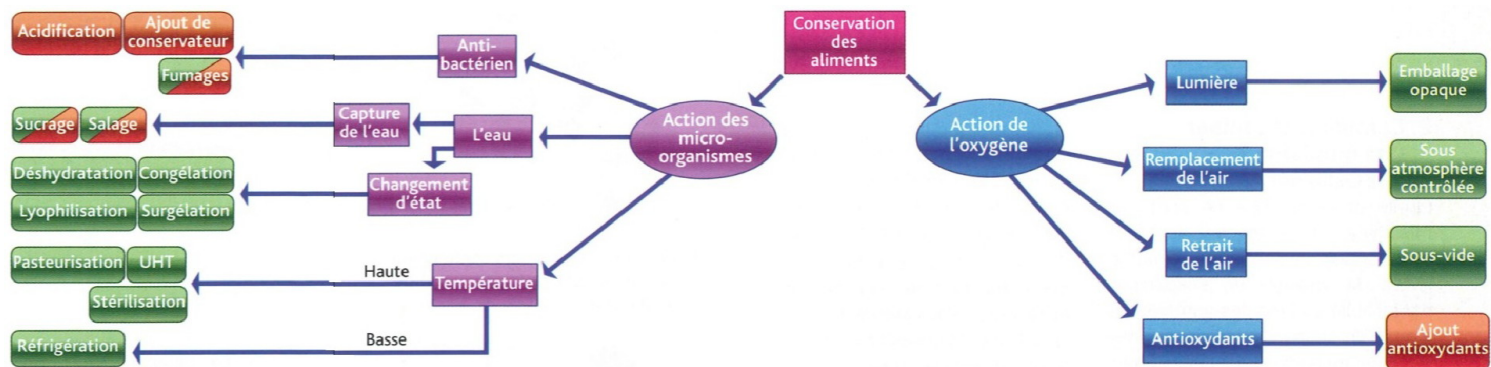 Conservation
des
aliments
Acidification
Ajout de
conservateur
Fumages
Anti-
bactérien
Sucrage
Salage
Capture
de l'eau
L'eau
Action des
micro-
organismes
Déshydratation
Congélation
Lyophilisation
Surgélation
Changement
d'état
Pasteurisation
UHT
Stérilisation
Haute
Température
Réfrigération
Basse
Action de
l'oxygène
Lumière
Emballage
opaque
Remplacement
de l'air
Sous
atmosphère
contrôlée
Retrait
de l'air
Sous-vide
Antioxydants
Ajout
antioxydants